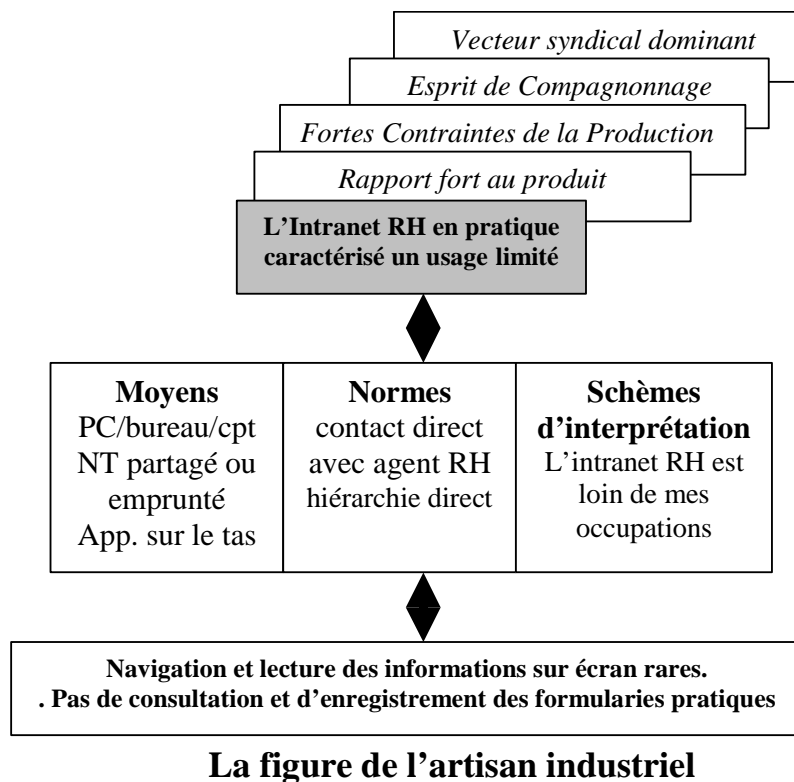 Vecteur syndical dominant
Esprit de Compagnonnage
Fortes Contraintes de la Production
Rapport fort au produit
L’Intranet RH en pratique
caractérisé un usage limité
Moyens
PC/bureau/cpt
NT partagé ou
emprunté
App. sur le tas
Normes
contact direct
avec agent RH
hiérarchie direct
Schèmes
d’interprétation
L’intranet RH est
loin de mes
occupations
Navigation et lecture des informations sur écran rares.
. Pas de consultation et d’enregistrement des formularies pratiques
La figure de l’artisan industriel